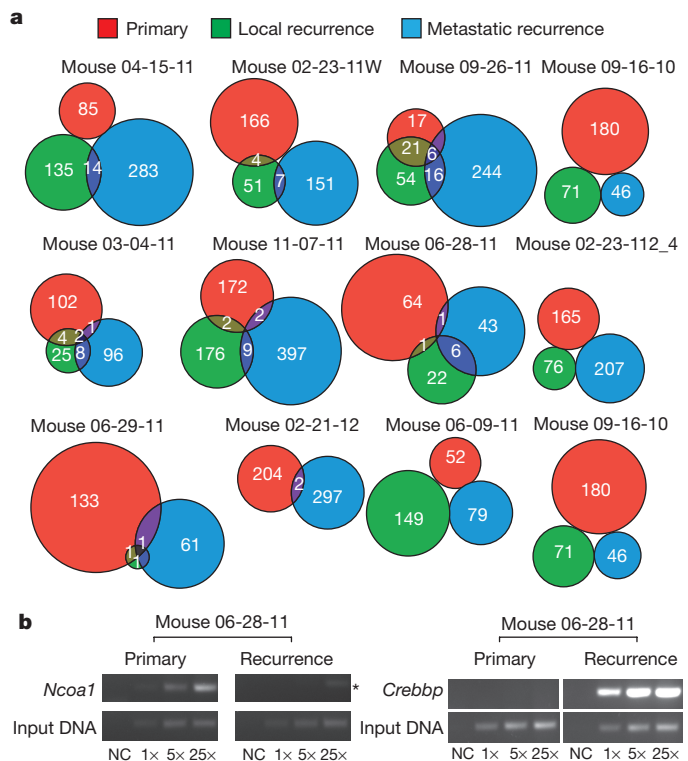 a
Primary Local recurrence Metastatic recurrence
Mouse 04-15-11 Mouse 02-23-11W Mouse 09-26-11 Mouse 09-16-10
85
135 14 283
166
4
51 7 151
17
21 6
54 16 244
180
71 46
Mouse 03-04-11 Mouse 11-07-11 Mouse 06-28-11 Mouse 02-23-112_4
102
1
4 2
25 8 96
172
2 2
176 9 397
64
1 43
1 6
22
165
76 207
Mouse 06-29-11 Mouse 02-21-12 Mouse 06-09-11 Mouse 09-16-10
133
1
1 61
1
204 2 297
52
149 79
180
71 46
b
Mouse 06-28-11 Mouse 06-28-11
Primary Recurrence Primary Recurrence
Ncoa1 * Crebbp
Input DNA Input DNA
NC 1× 5× 25× NC 1× 5× 25× NC 1× 5× 25× NC 1× 5× 25×